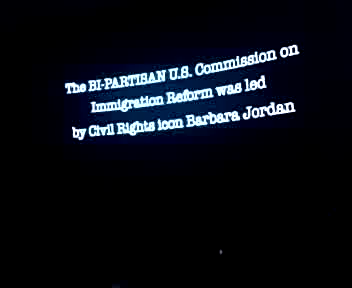 The BI-PARTISAN U.S. Commission on
Immigration Reform was led
by Civil Rights icon Barbara Jordan